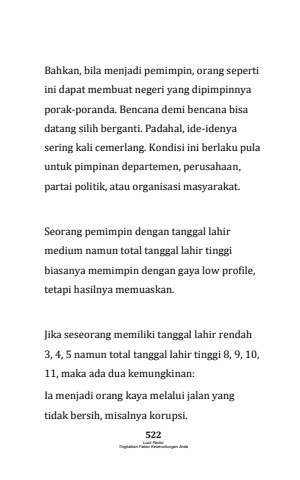 Bahkan, bila menjadi pemimpin, orang seperti
ini dapat membuat negeri yang dipimpinnya
porak-poranda. Bencana demi bencana bisa
datang silih berganti. Padahal, ide-idenya
sering kali cemerlang. Kondisi ini berlaku pula
untuk pimpinan departemen, perusahaan,
partai politik, atau organisasi masyarakat.
Seorang pemimpin dengan tanggal lahir
medium namun total tanggal lahir tinggi
biasanya memimpin dengan gaya low profile,
tetapi hasilnya memuaskan.
Jika seseorang memiliki tanggal lahir rendah
3, 4, 5 namun total tanggal lahir tinggi 8, 9, 10,
11, maka ada dua kemungkinan:
Ia menjadi orang kaya melalui jalan yang
tidak bersih, misalnya korupsi.
522
Luck Factor
Tingkatkan Faktor Keberuntungan Anda